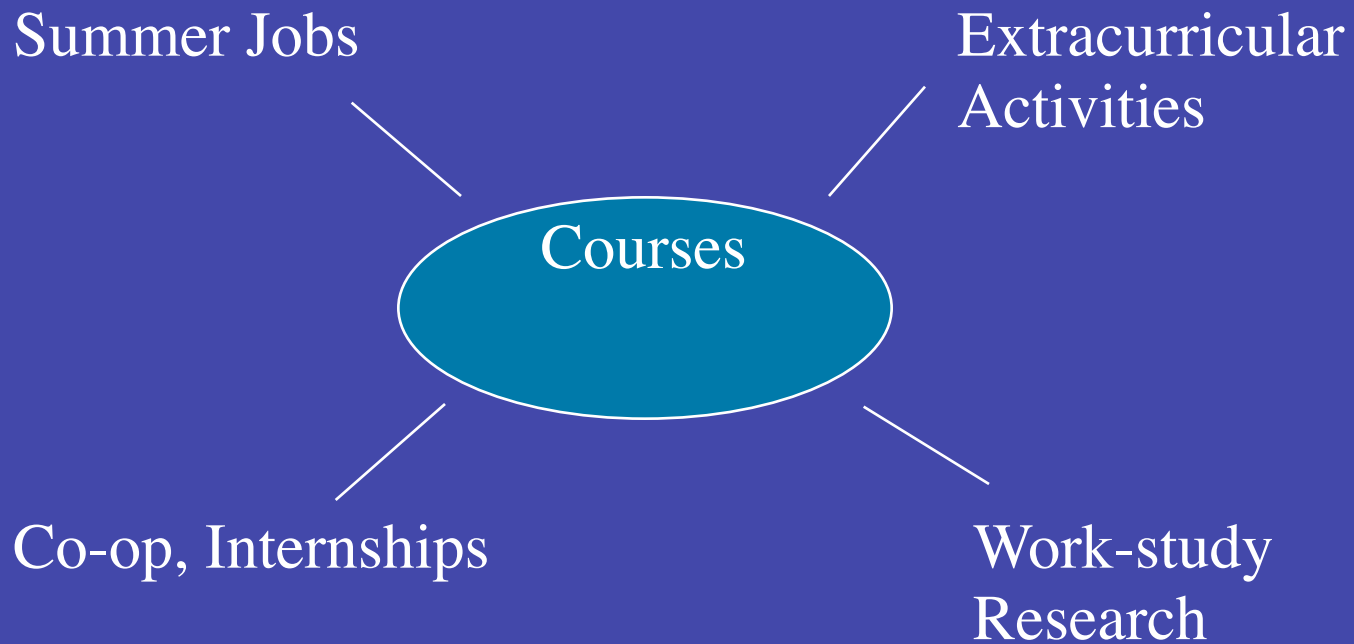 Summer Jobs
Extracurricular
Activities
Courses
Co-op, Internships
Work-study
Research